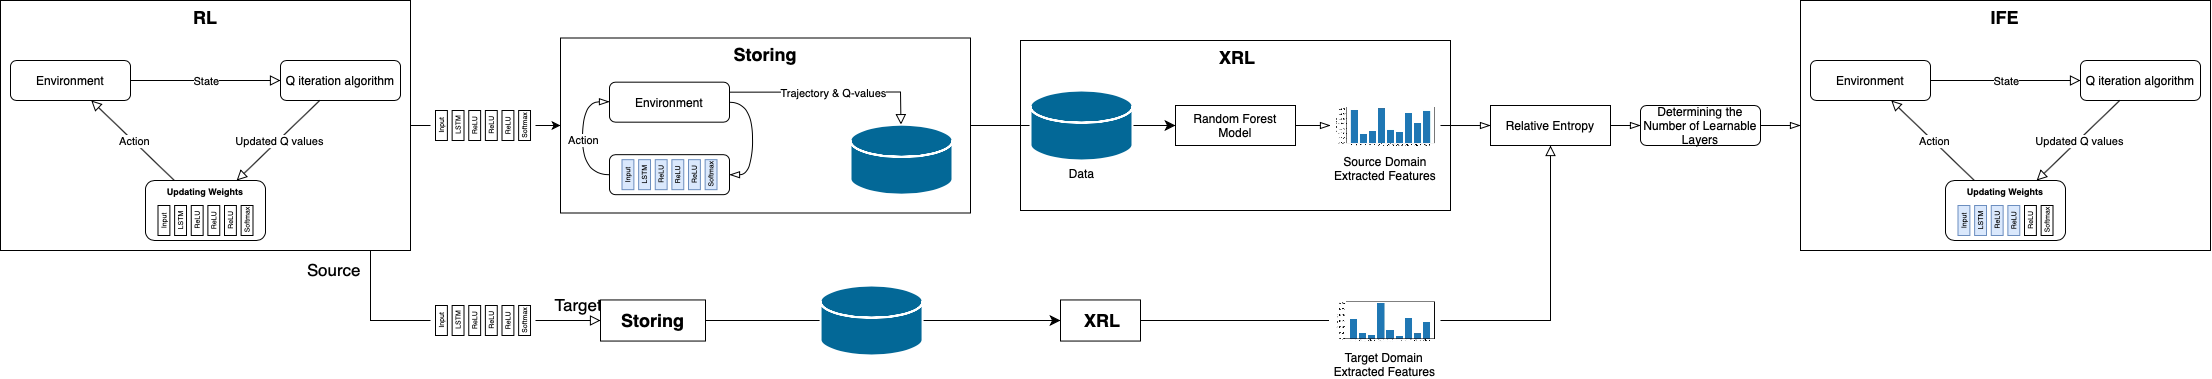 RL
Environment
State
Q iteration algorithm
Action
Updated Q values
Updating Weights
Input
LSTM
ReLU
ReLU
ReLU
Softmax
Source
Input
LSTM
ReLU
ReLU
ReLU
Softmax
Storing
Environment
Trajectory & Q-values
Action
Input
LSTM
ReLU
ReLU
ReLU
Softmax
XRL
Data
Random Forest
Model
Source Domain
Extracted Features
Relative Entropy
Determining the
Number of Learnable
Layers
IFE
Environment
State
Q iteration algorithm
Action
Updated Q values
Updating Weights
Input
LSTM
ReLU
ReLU
ReLU
Softmax
Input
LSTM
ReLU
ReLU
ReLU
Softmax
Target
Storing
XRL
Target Domain
Extracted Features